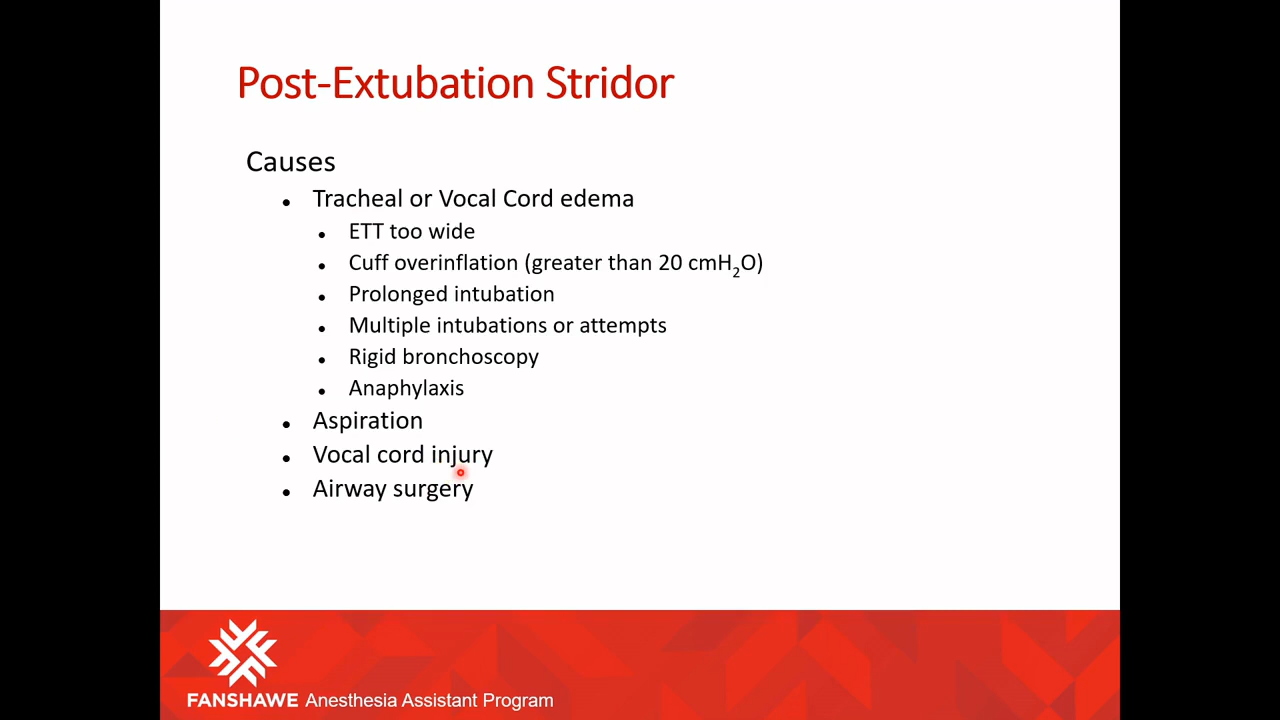 Post-Extubation Stridor
Causes
• Tracheal or Vocal Cord edema
• ETT too wide
• Cuff overinflation (greater than 20 cmH₂O)
• Prolonged intubation
• Multiple intubations or attempts
• Rigid bronchoscopy
• Anaphylaxis
• Aspiration
• Vocal cord injury
• Airway surgery
FANSHAWE Anesthesia Assistant Program